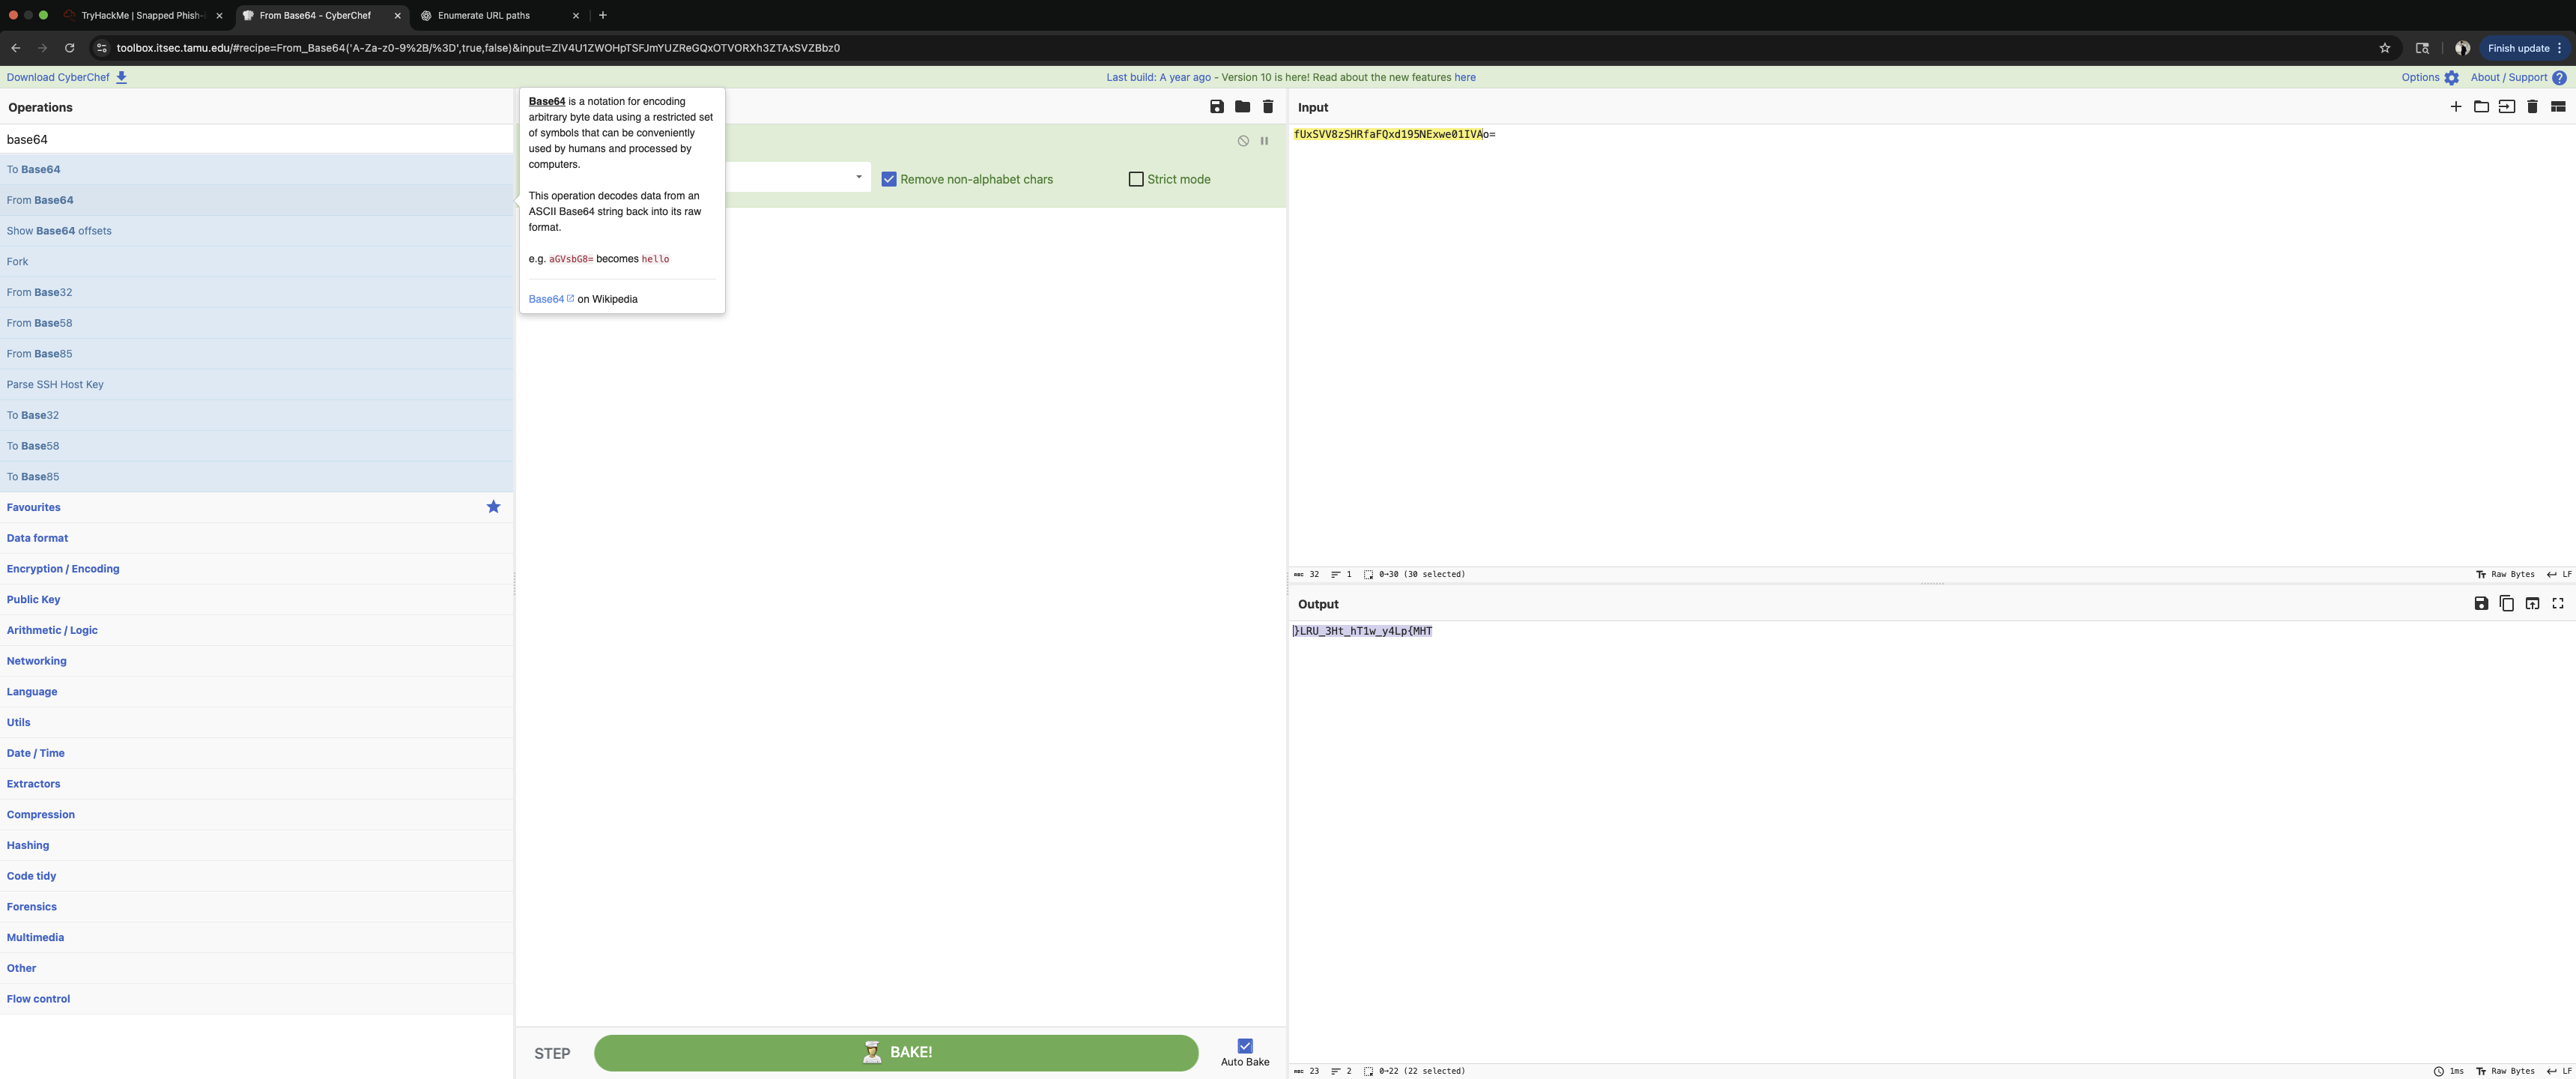 TryHackMe | Snapped Phish-
From Base64 - CyberChef
Enumerate URL paths
toolbox.itsec.tamu.edu/#recipe=From_Base64('A-Za-z0-9%2B/%3D',true,false)&input=ZlV4U1ZWOHpTSFJmYUZReGQxOTVORXh3ZTAxSVZBbz0
Finish update
Download CyberChef
Last build: A year ago - Version 10 is here! Read about the new features here
Options
About / Support
Operations
base64
To Base64
From Base64
Show Base64 offsets
Fork
From Base32
From Base58
From Base85
Parse SSH Host Key
To Base32
To Base58
To Base85
Favourites
Data format
Encryption / Encoding
Public Key
Arithmetic / Logic
Networking
Language
Utils
Date / Time
Extractors
Compression
Hashing
Code tidy
Forensics
Multimedia
Other
Flow control
Base64 is a notation for encoding
arbitrary byte data using a restricted set
of symbols that can be conveniently
used by humans and processed by
computers.
This operation decodes data from an
ASCII Base64 string back into its raw
format.
e.g. aGVsbG8= becomes hello
Base64 on Wikipedia
Remove non-alphabet chars
Strict mode
STEP
BAKE!
Auto Bake
Input
fUxSVV8zSHRfaFQxd195NExwe01IVAo=
32
1
0→30 (30 selected)
Raw Bytes
LF
Output
}LRU_3Ht_hT1w_y4Lp{MHT
23
2
0→22 (22 selected)
1ms
Raw Bytes
LF